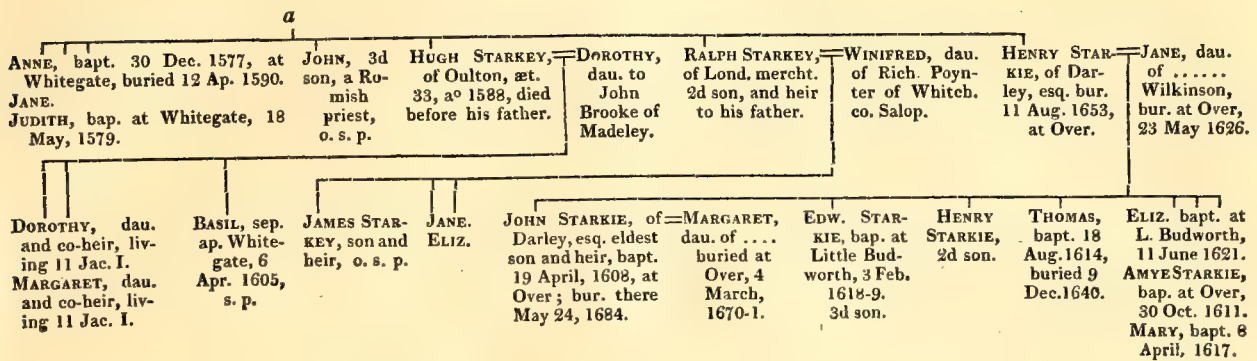 a
ANNE, bapt. 30 Dec. 1577, at
Whitegate, buried 12 Ap. 1590.
JANE.
JUDITH, bap. at Whitegate, 18
May, 1579.
JOHN, 3d
son, a Ro-
mish
priest,
o. s. p.
HUGH STARKEY,
of Oulton, æt.
33, aº 1588, died
before his father.
DOROTHY,
dau. to
John
Brooke of
Madeley.
RALPH STARKEY,
of Lond. mercht.
2d son, and heir
to his father.
WINIFRED, dau.
of Rich. Poyn-
ter of Whitch.
co. Salop.
HENRY STAR-
KIE, of Dar-
ley, esq. bur.
11 Aug. 1653,
at Over.
JANE, dau.
of ......
Wilkinson,
bur. at Over,
23 May 1626.
DOROTHY, dau.
and co-heir, liv-
ing 11 Jac. I.
MARGARET, dau.
and co-heir, liv-
ing 11 Jac. I.
BASIL, sep.
ap. White-
gate, 6
Apr. 1605,
s. p.
JAMES STAR-
KEY, son and
heir, o. s. p.
JANE.
ELIZ.
JOHN STARKIE, of
Darley, esq. eldest
son and heir, bapt.
19 April, 1608, at
Over; bur. there
May 24, 1684.
MARGARET,
dau. of ....
buried at
Over, 4
March,
1670-1.
EDW. STAR-
KIE, bap. at
Little Bud-
worth, 3 Feb.
1618-9.
3d son.
HENRY
STARKIE,
2d son.
THOMAS,
bapt. 18
Aug.1614,
buried 9
Dec.1640.
ELIZ. bapt. at
L. Budworth,
11 June 1621.
AMYE STARKIE,
bap. at Over,
30 Oct. 1611.
MARY, bapt. 8
April, 1617.